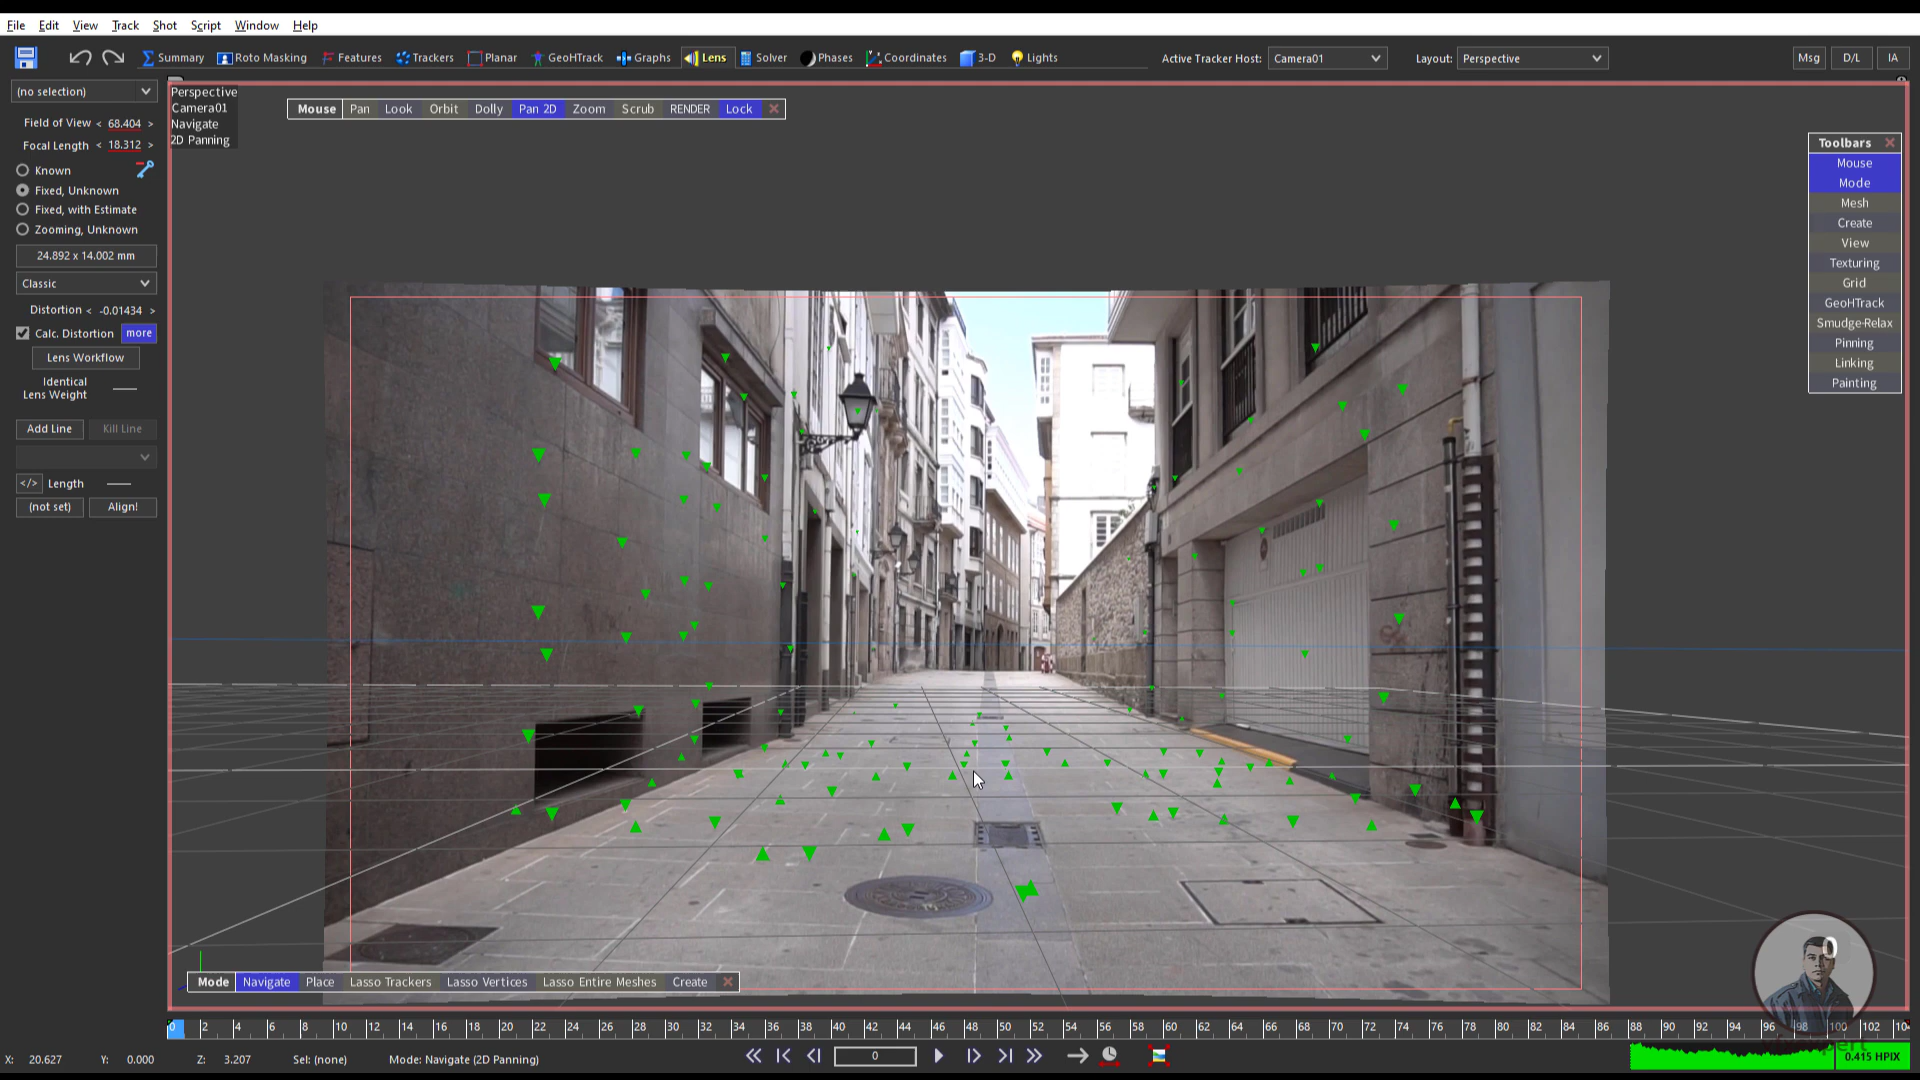 File Edit View Track Shot Script Window Help
Summary Roto Masking Features Trackers Planar GeoHTrack Graphs Lens Solver Phases Coordinates 3-D Lights Active Tracker Host: Camera01 Layout: Perspective Msg D/L IA
(no selection)
Field of View < 68.404 >
Focal Length < 18.312 >
Known
Fixed, Unknown
Fixed, with Estimate
Zooming, Unknown
24.892 x 14.002 mm
Classic
Distortion < -0.01434 >
Calc. Distortion more
Lens Workflow
Identical
Lens Weight
Add Line Kill Line
</> Length
(not set) Align!
Perspective
Camera01
Navigate
2D Panning
Mouse Pan Look Orbit Dolly Pan 2D Zoom Scrub RENDER Lock
Toolbars
Mouse
Mode
Mesh
Create
View
Texturing
Grid
GeoHTrack
Smudge-Relax
Pinning
Linking
Painting
Mode Navigate Place Lasso Trackers Lasso Vertices Lasso Entire Meshes Create
0 2 4 6 8 10 12 14 16 18 20 22 24 26 28 30 32 34 36 38 40 42 44 46 48 50 52 54 56 58 60 62 64 66 68 70 72 74 76 78 80 82 84 86 88 90 92 94 96 98 100 102 104
X: 20.627 Y: 0.000 Z: 3.207 Sel: (none) Mode: Navigate (2D Panning) 0 0.415 HPIX